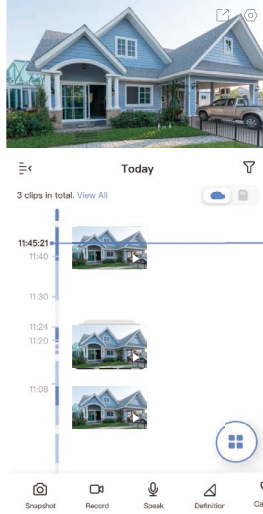 Today
3 clips in total. View All
11:45:21
11:40
11:30
11:24
11:20
11:08
Snapshot
Record
Speak
Definition
Ca